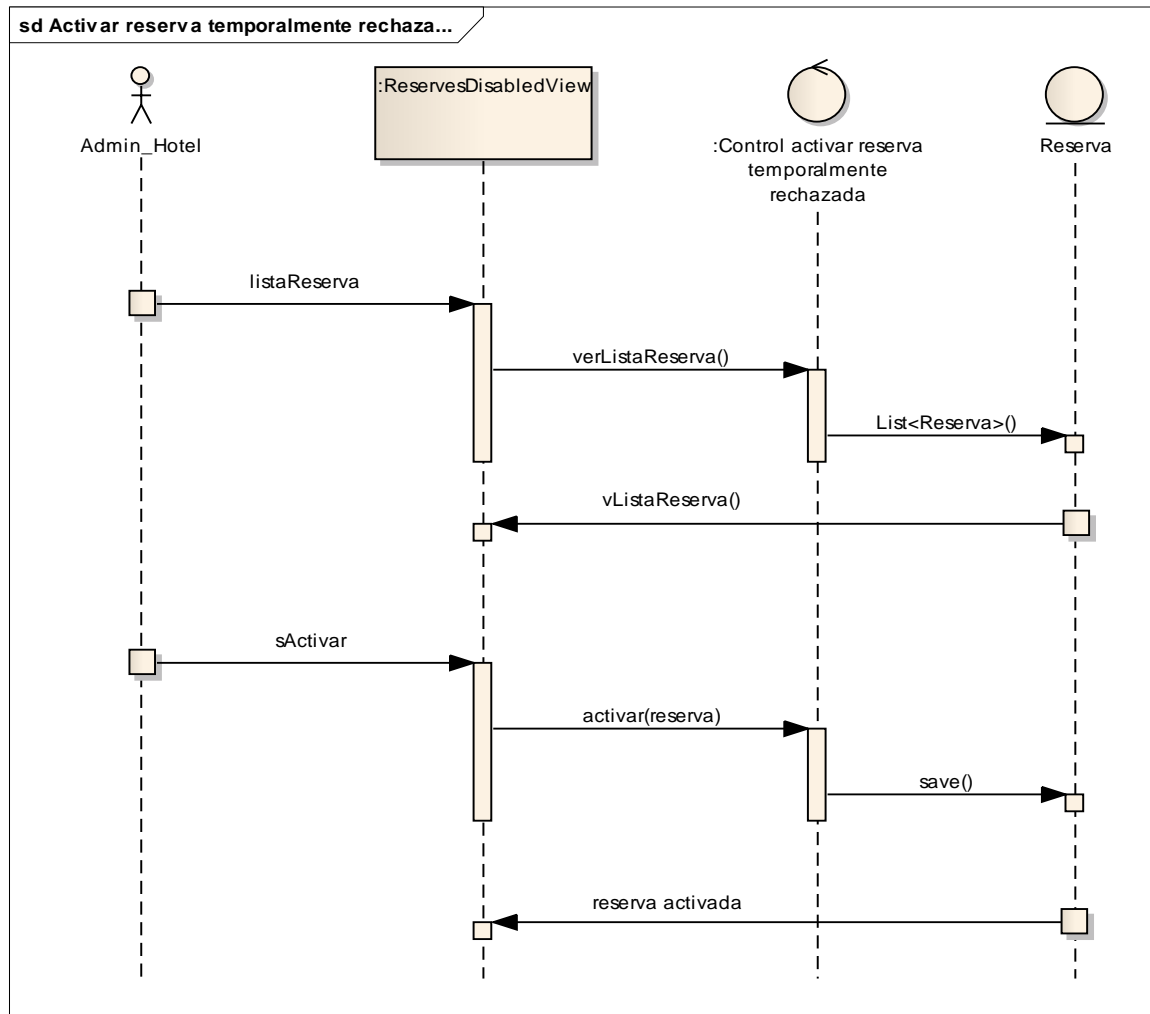 sd Activar reserva temporalmente rechaza...
Admin_Hotel
:ReservesDisabledView
:Control activar reserva
temporalmente
rechazada
Reserva
listaReserva
verListaReserva()
List<Reserva>()
vListaReserva()
sActivar
activar(reserva)
save()
reserva activada